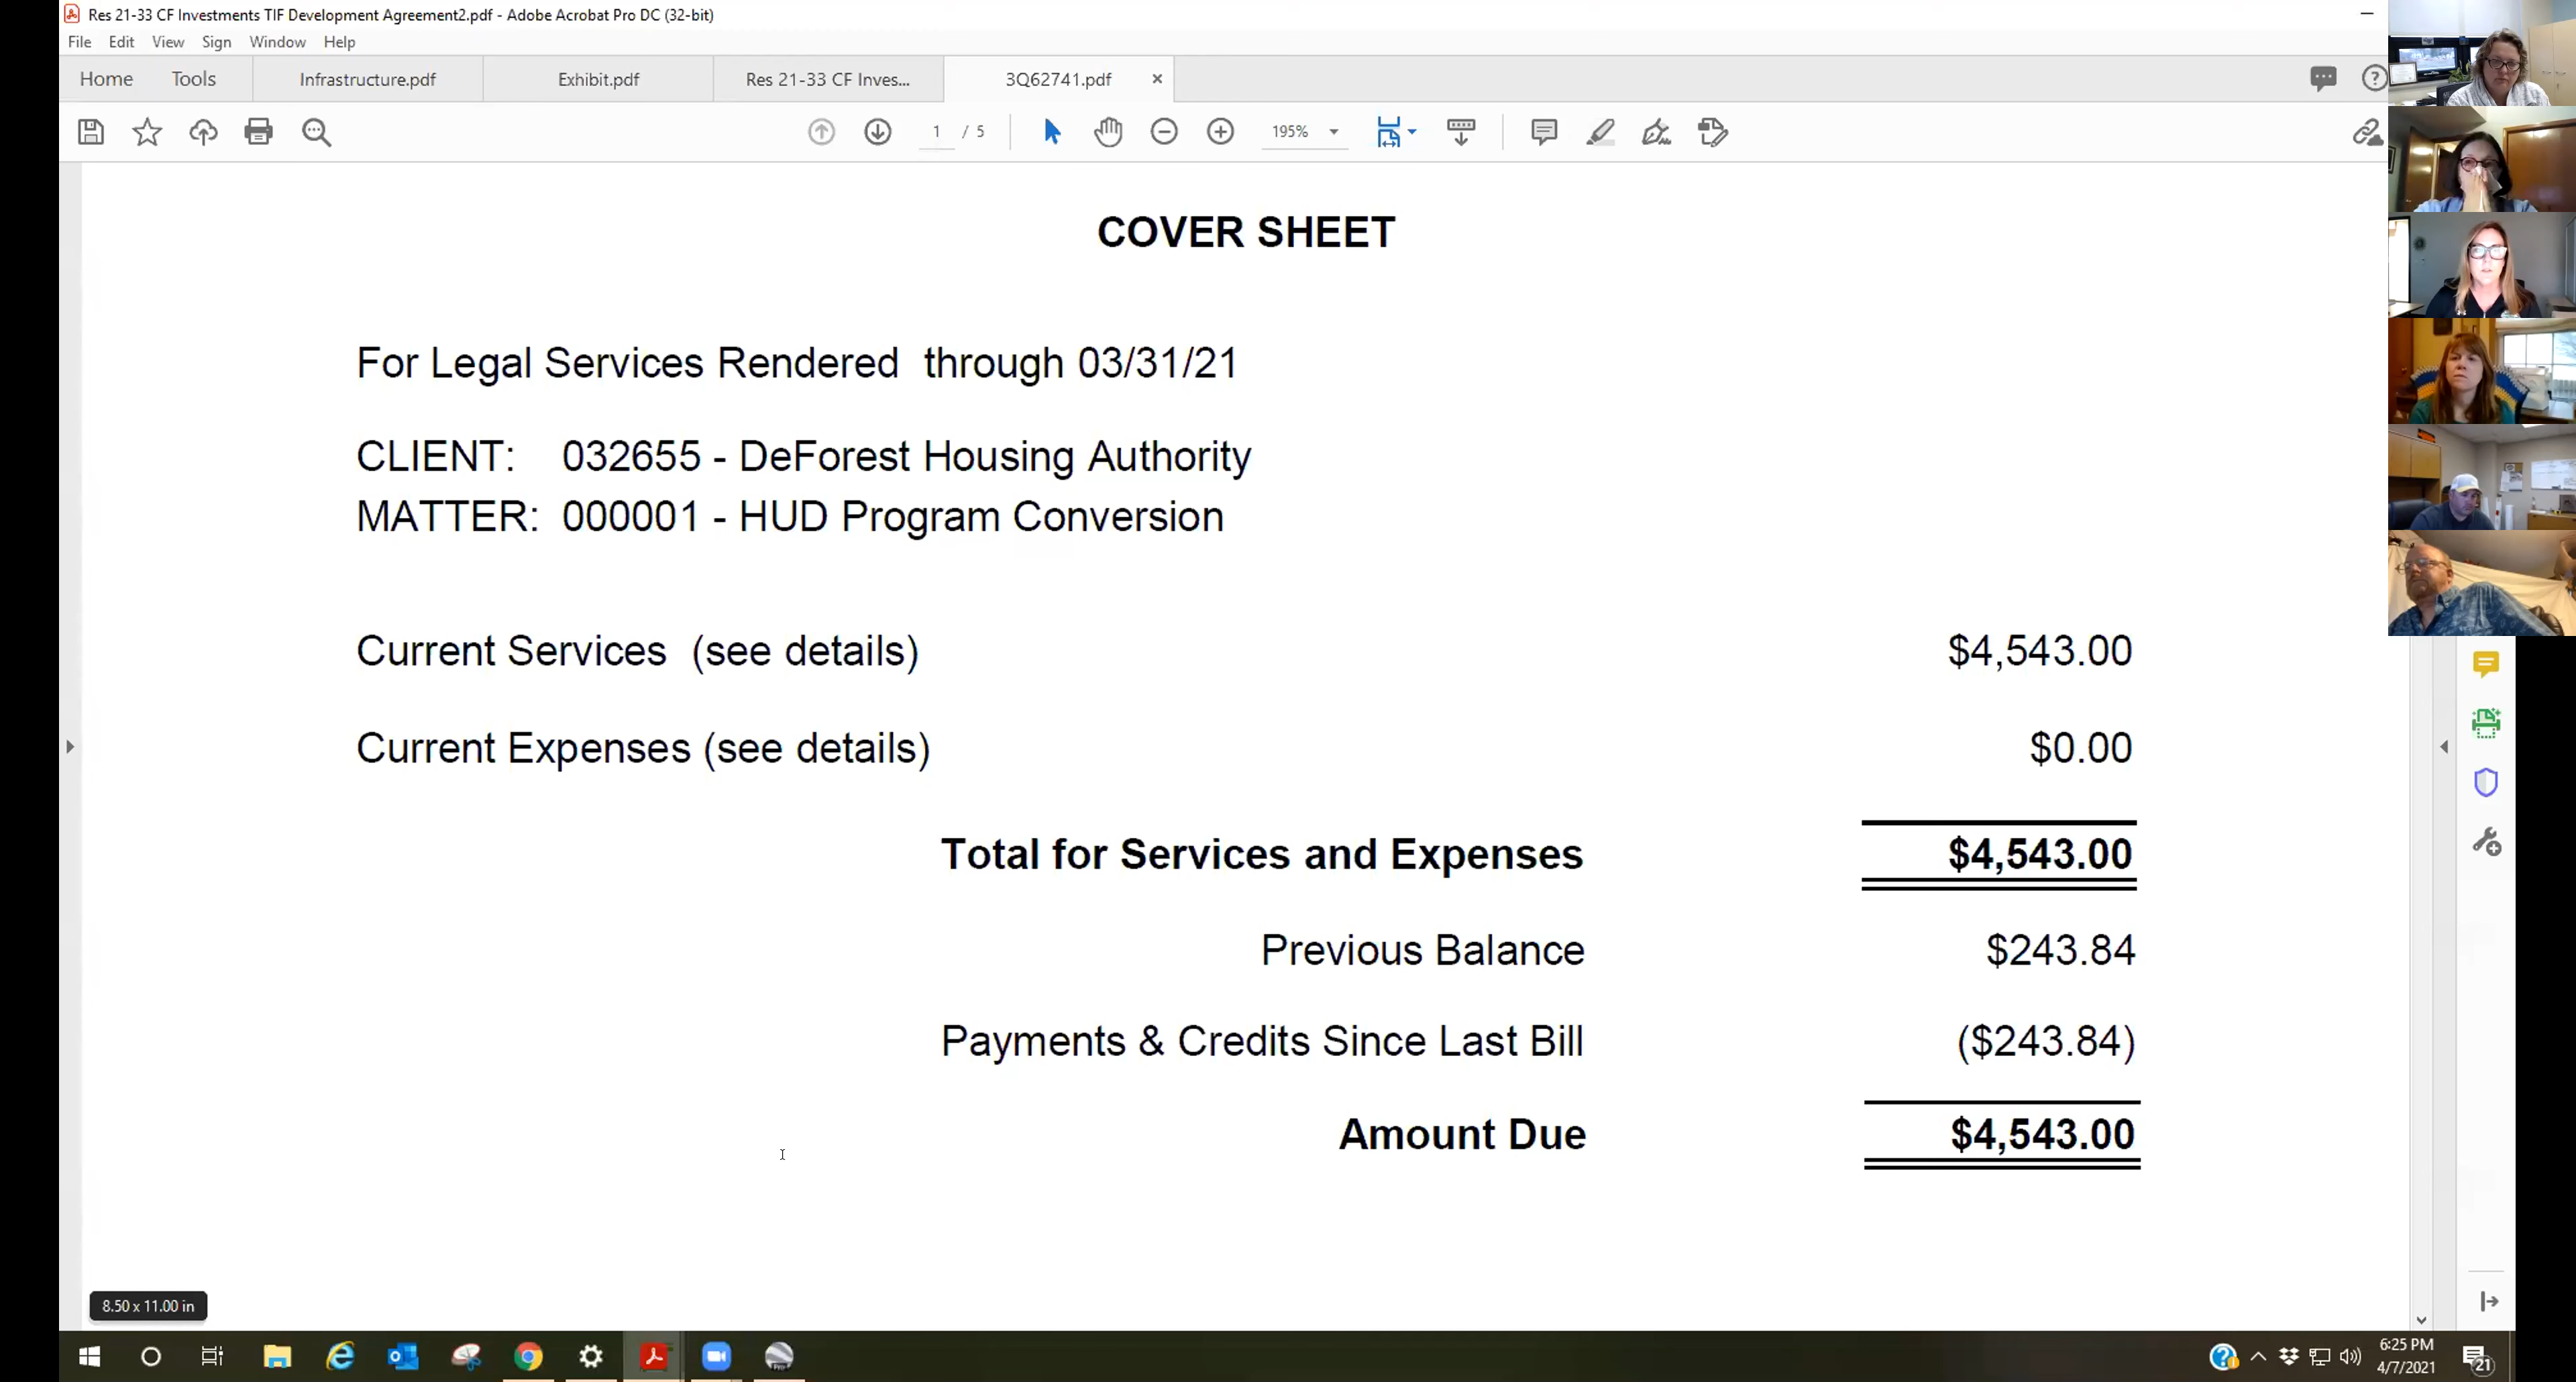 Res 21-33 CF Investments TIF Development Agreement2.pdf - Adobe Acrobat Pro DC (32-bit)
File Edit View Sign Window Help
Home Tools Infrastructure.pdf Exhibit.pdf Res 21-33 CF Inves... 3Q62741.pdf ×
1 / 5 195%
COVER SHEET
For Legal Services Rendered through 03/31/21
CLIENT: 032655 - DeForest Housing Authority
MATTER: 000001 - HUD Program Conversion
Current Services (see details) $4,543.00
Current Expenses (see details) $0.00
Total for Services and Expenses $4,543.00
Previous Balance $243.84
Payments & Credits Since Last Bill ($243.84)
Amount Due $4,543.00
8.50 x 11.00 in
6:25 PM
4/7/2021
21